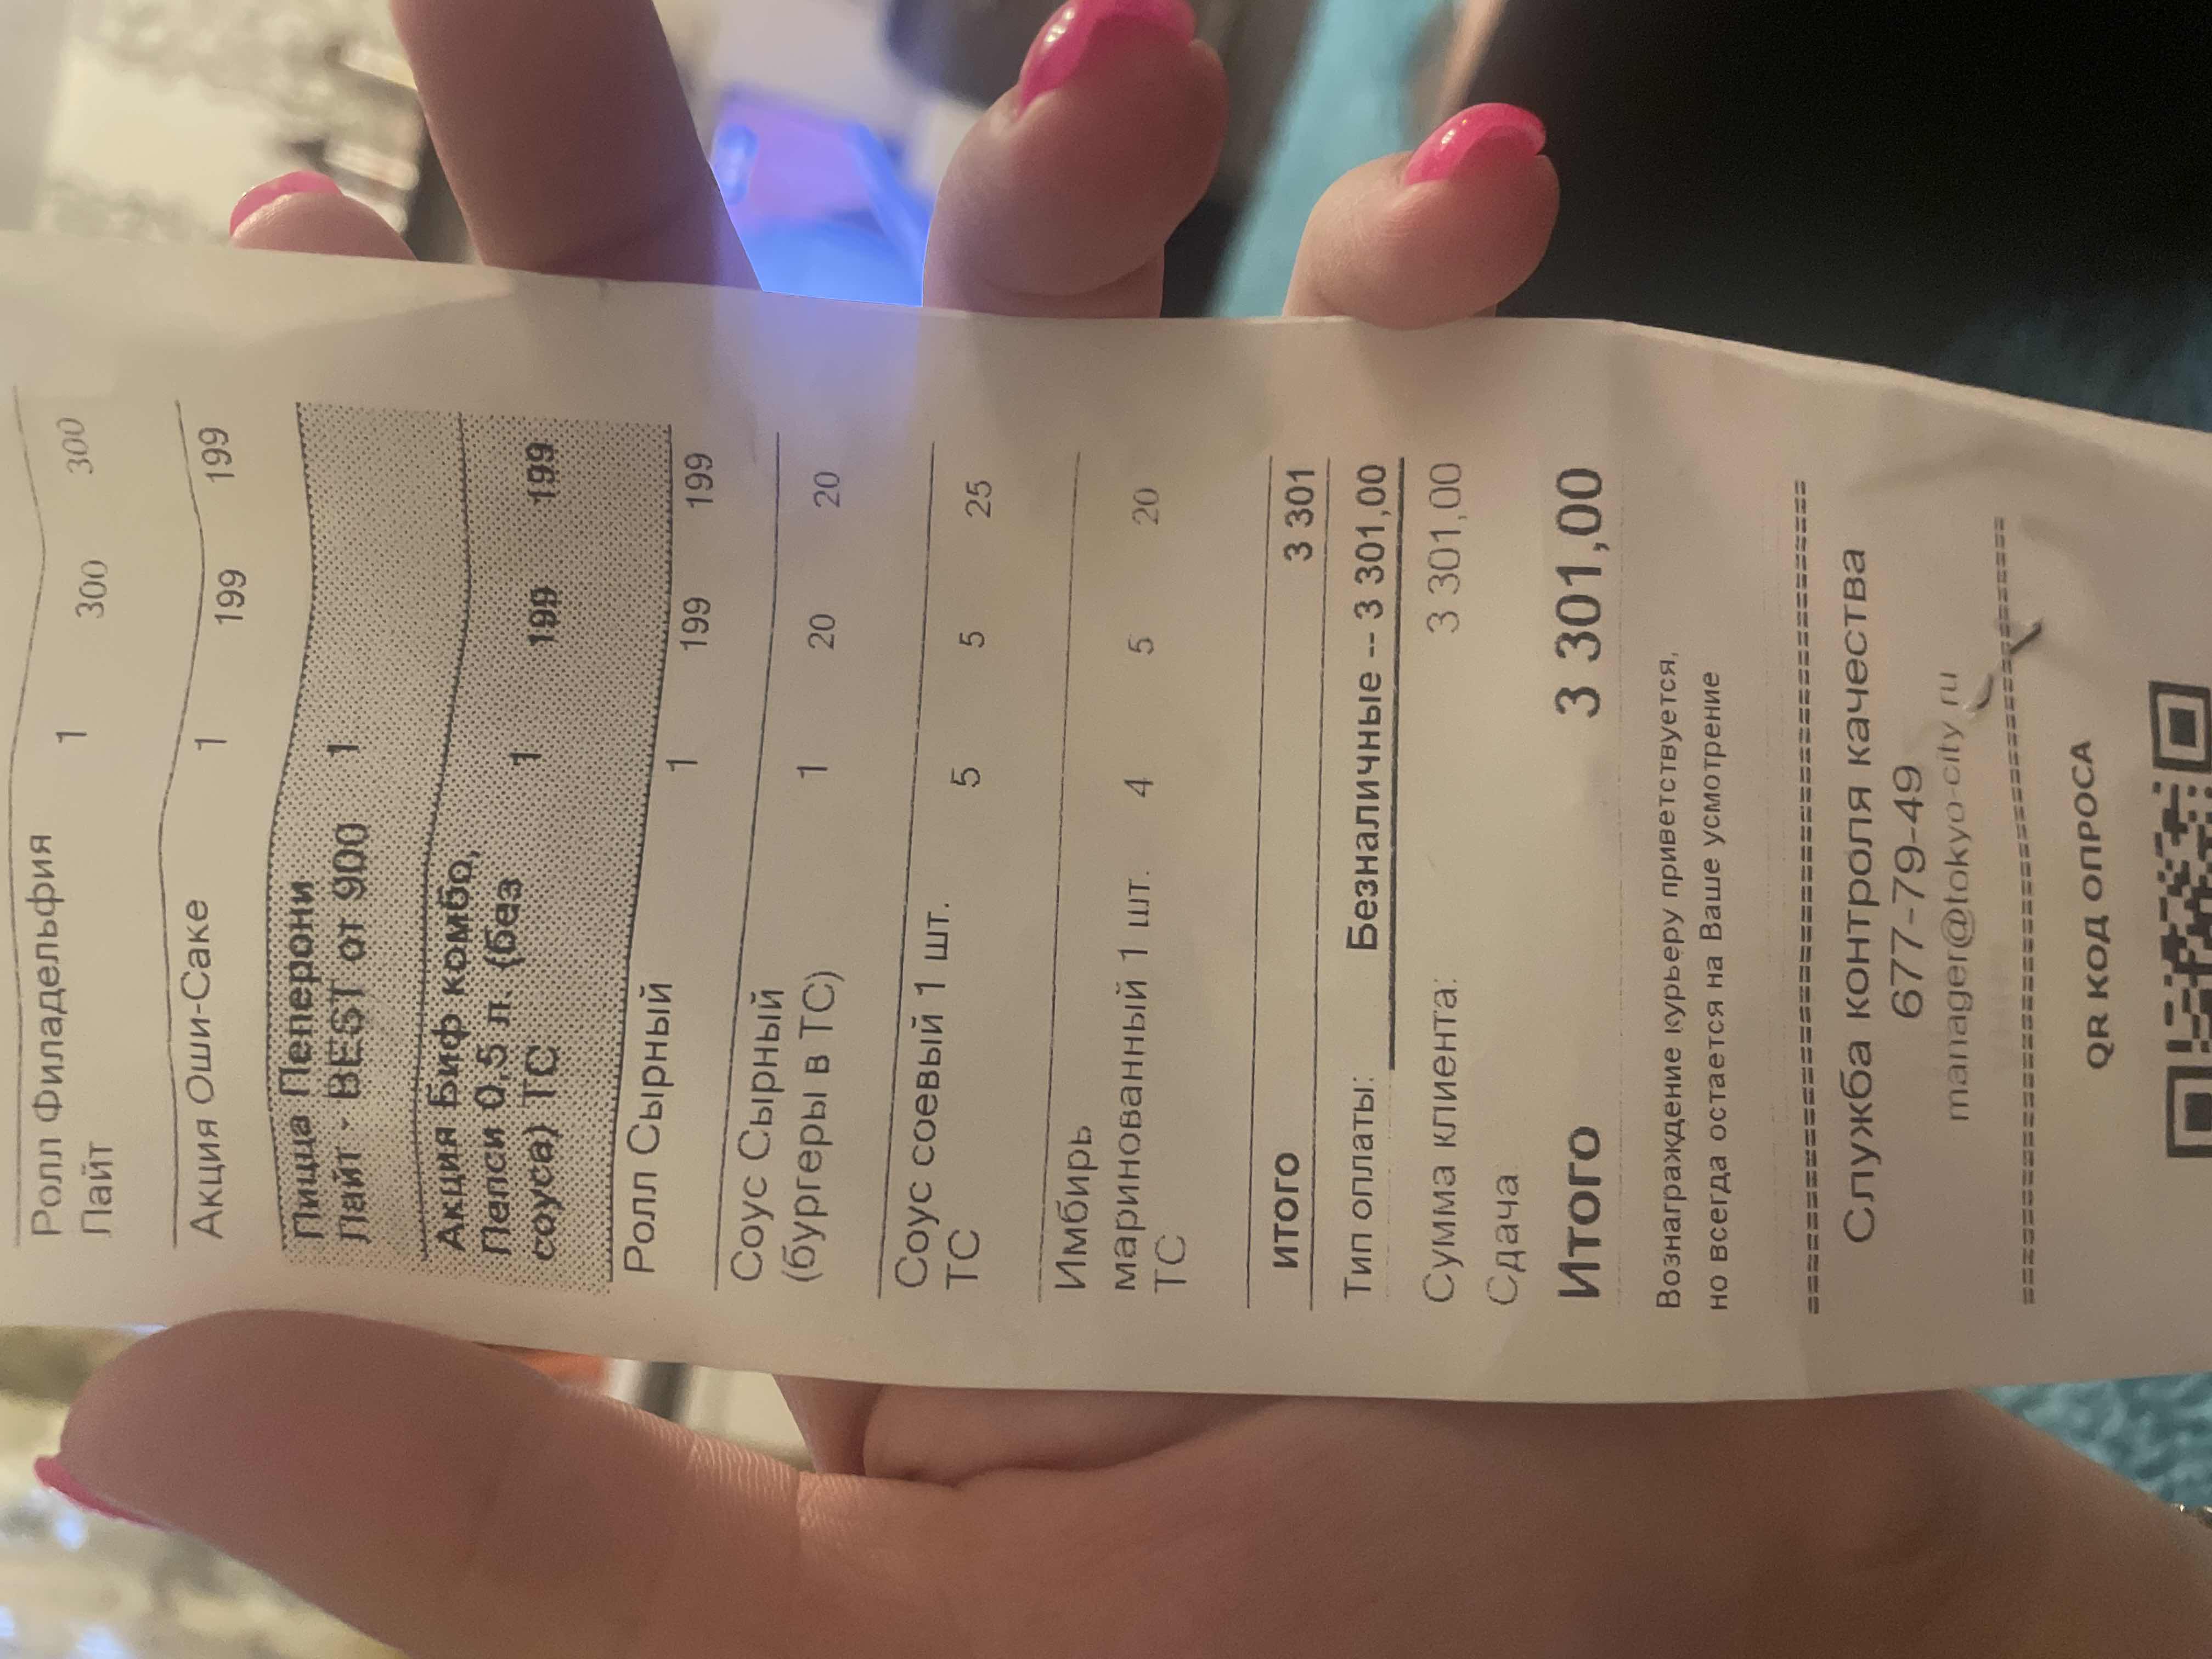 Ролл Филадельфия
Лайт 1 300 300
Акция Оши-Саке 1 199 199
Пицца Пеперони
Лайт - BEST от 900 1
Акция Биф комбо,
Пепси 0,5 л. (без
соуса) ТС 1 199 199
Ролл Сырный 1 199 199
Соус Сырный
(бургеры в ТС) 1 20 20
Соус соевый 1 шт.
ТС 5 5 25
Имбирь
маринованный 1 шт.
ТС 4 5 20
ИТОГО 3 301
Тип оплаты: Безналичные -- 3 301,00
Сумма клиента: 3 301,00
Сдача
Итого 3 301,00
Вознаграждение курьеру приветствуется,
но всегда остается на Ваше усмотрение
Служба контроля качества
677-79-49
manager@tokyo-city.ru
QR КОД ОПРОСА